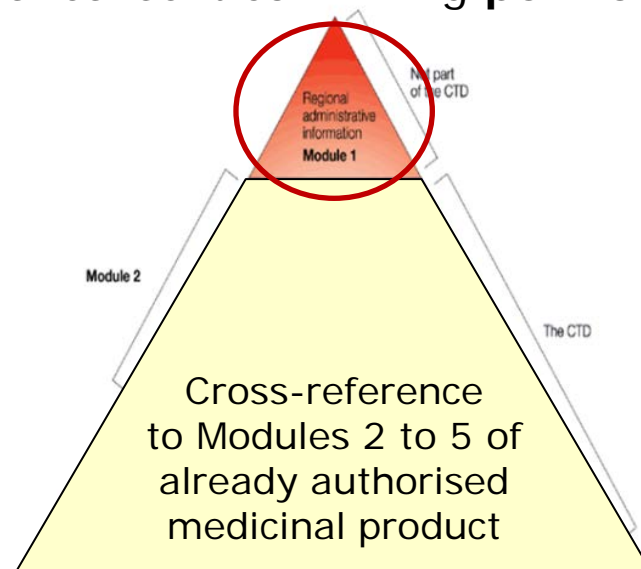 Not part
of the CTD
Regional
administrative
information
Module 1
Module 2
The CTD
Cross-reference
to Modules 2 to 5 of
already authorised
medicinal product